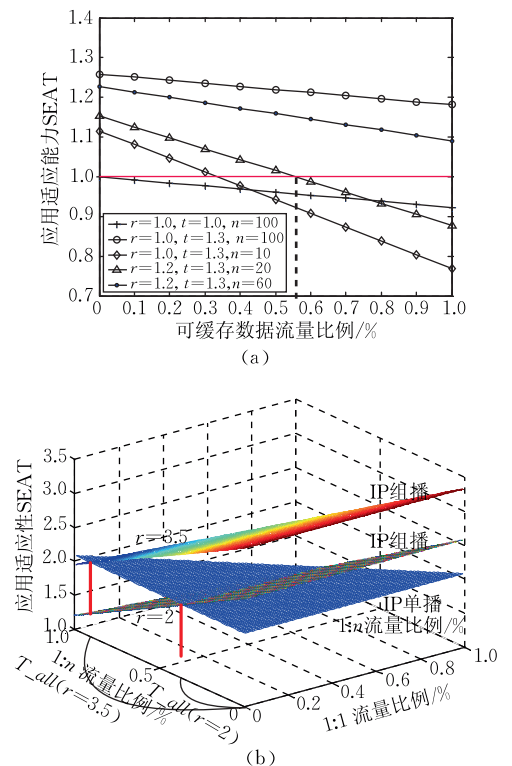 1.4
1.3
1.2
1.1
1.0
0.9
0.8
0.7
应用适应能力SEAT
r=1.0, t=1.0, n=100
r=1.0, t=1.3, n=100
r=1.0, t=1.3,n=10
r=1.2, t=1.3,n=20
r=1.2, t=1.3,n=60
0 0.1 0.2 0.3 0.4 0.5 0.6 0.7 0.8 0.9 1.0
可缓存数据流量比例/%
(a)
3.5
3.0
2.5
2.0
1.5
1.0
应用适应性SEAT
IP组播
r=3.5
IP组播
IP单播
r=2
1:n流量比例/%
1.0
0.5
0
1:n 流量比例/%
T_all(r=3.5)
T_all(r=2)
0 0.2 0.4 0.6 0.8 1.0
1:1 流量比例/%
(b)